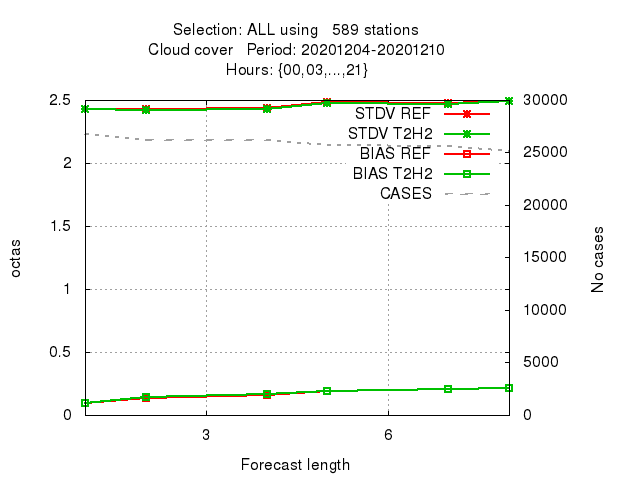 Selection: ALL using   589 stations
Cloud cover   Period: 20201204-20201210
Hours: {00,03,...,21}
2.5
2
1.5
1
0.5
0
octas
STDV REF
STDV T2H2
BIAS REF
BIAS T2H2
CASES
30000
25000
20000
15000
10000
5000
0
No cases
3
6
Forecast length